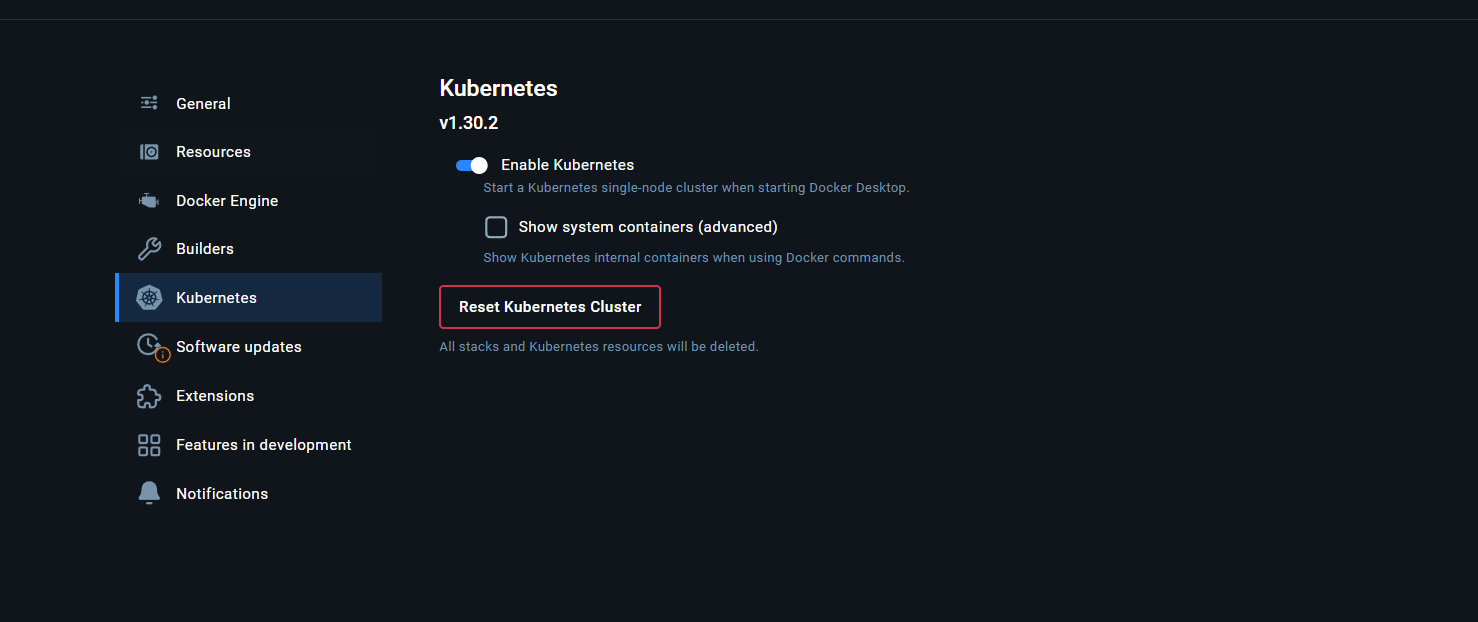 General
Resources
Docker Engine
Builders
Kubernetes
Software updates
Extensions
Features in development
Notifications
Kubernetes
v1.30.2
Enable Kubernetes
Start a Kubernetes single-node cluster when starting Docker Desktop.
Show system containers (advanced)
Show Kubernetes internal containers when using Docker commands.
Reset Kubernetes Cluster
All stacks and Kubernetes resources will be deleted.